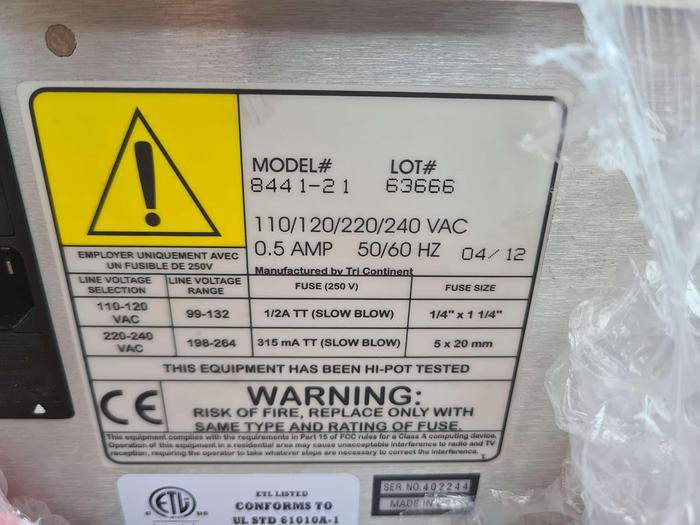 MODEL# LOT#
8441-21 63666
110/120/220/240 VAC
0.5 AMP 50/60 HZ 04/12
Manufactured by Tri Continent
EMPLOYER UNIQUEMENT AVEC
UN FUSIBLE DE 250V
LINE VOLTAGE SELECTION LINE VOLTAGE RANGE FUSE (250 V) FUSE SIZE
110-120 VAC 99-132 1/2A TT (SLOW BLOW) 1/4" x 1 1/4"
220-240 VAC 198-264 315 mA TT (SLOW BLOW) 5 x 20 mm
THIS EQUIPMENT HAS BEEN HI-POT TESTED
CE WARNING:
RISK OF FIRE, REPLACE ONLY WITH
SAME TYPE AND RATING OF FUSE.
This equipment complies with the requirements in Part 15 of FCC rules for a Class A computing device.
Operation of this equipment in a residential area may cause unacceptable interference to radio and TV
reception, requiring the operator to take whatever steps are necessary to correct the interference.
ETL LISTED
CONFORMS TO
UL STD 61010A-1
ETL
SER. NO. 402244
MADE IN